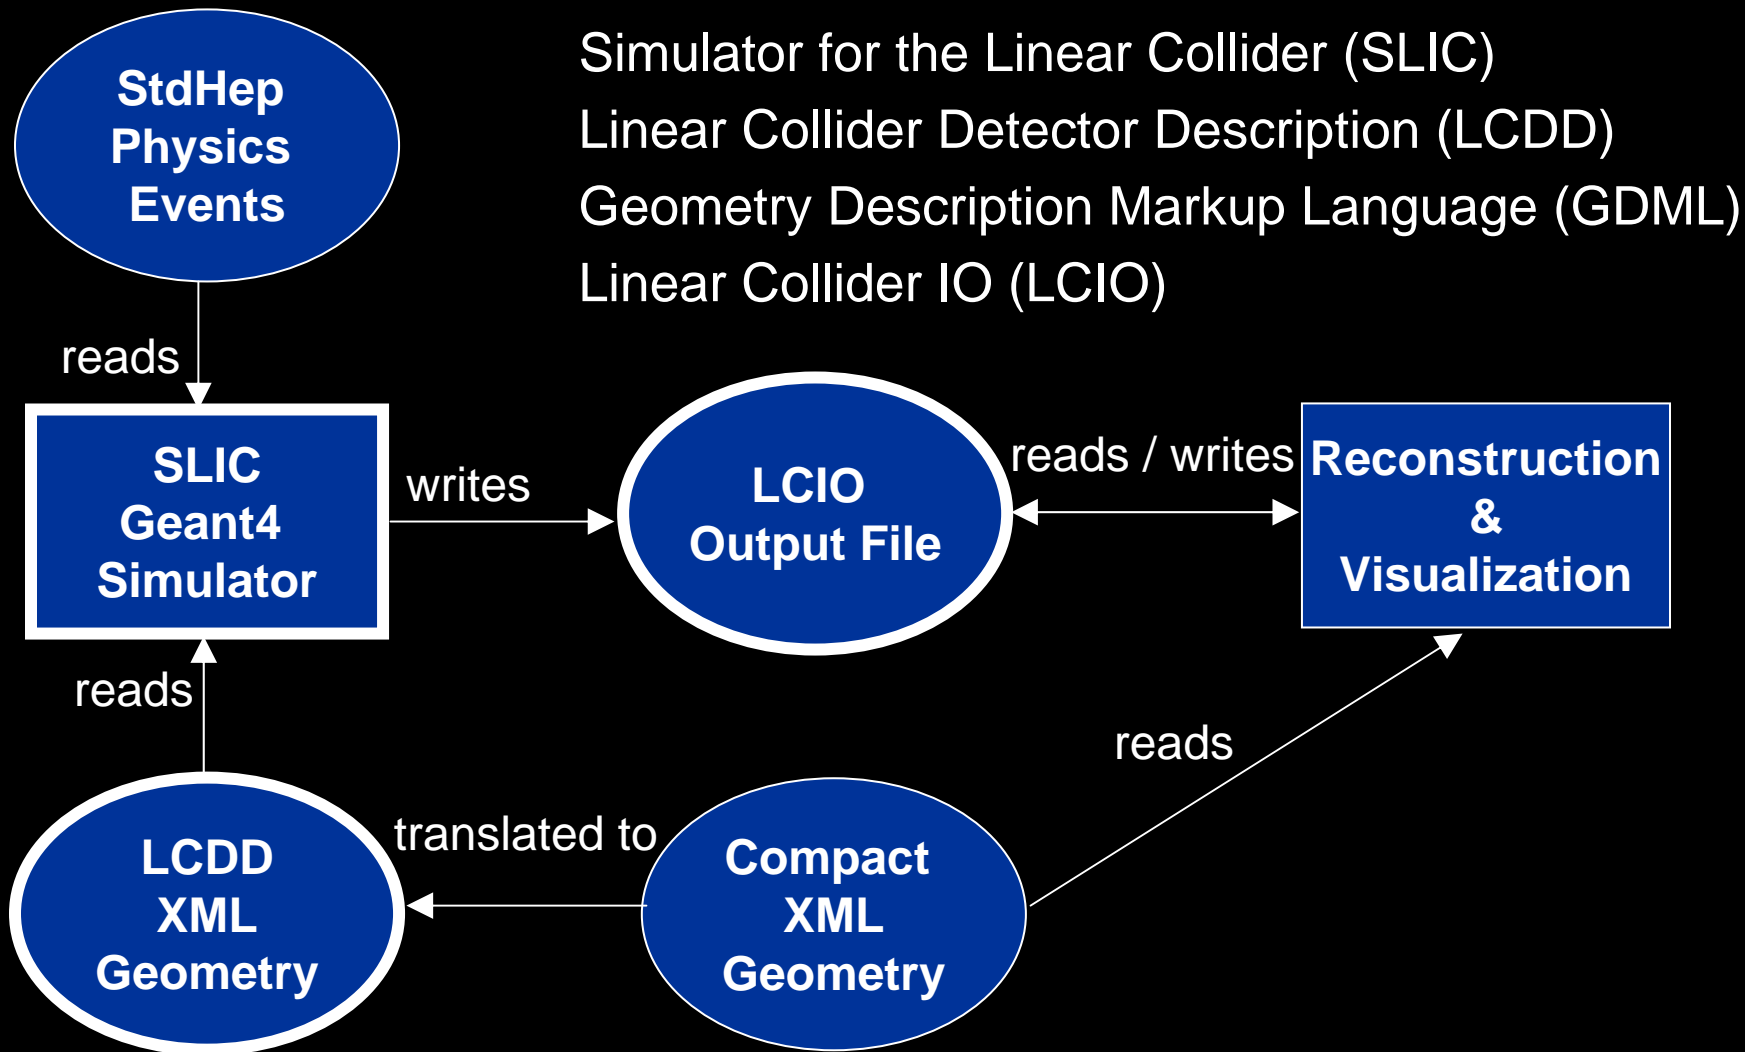 StdHep
Physics
Events
Simulator for the Linear Collider (SLIC)
Linear Collider Detector Description (LCDD)
Geometry Description Markup Language (GDML)
Linear Collider IO (LCIO)
reads
SLIC
Geant4
Simulator
writes
LCIO
Output File
reads / writes
Reconstruction
&
Visualization
reads
reads
LCDD
XML
Geometry
translated to
Compact
XML
Geometry